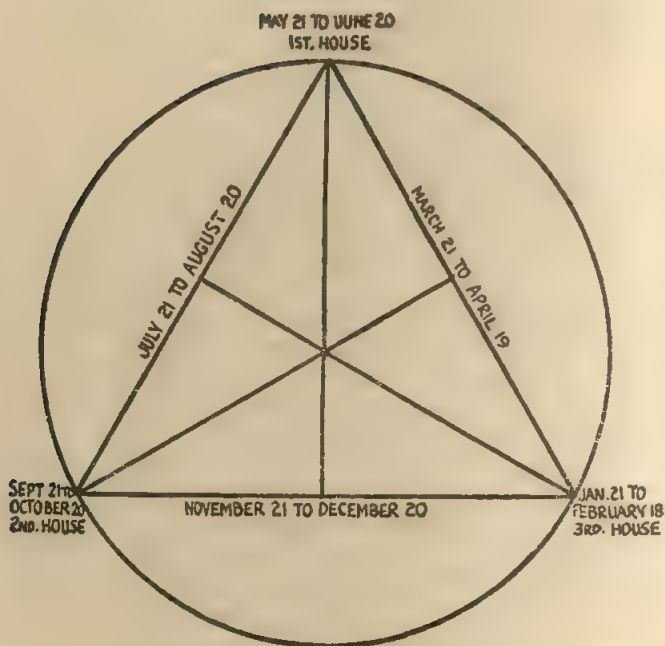 MAY 21 TO JUNE 20
1ST. HOUSE
JULY 21 TO AUGUST 20
MARCH 21 TO APRIL 19
SEPT 21 TO
OCTOBER 20
2ND. HOUSE
NOVEMBER 21 TO DECEMBER 20
JAN. 21 TO
FEBRUARY 18
3RD. HOUSE